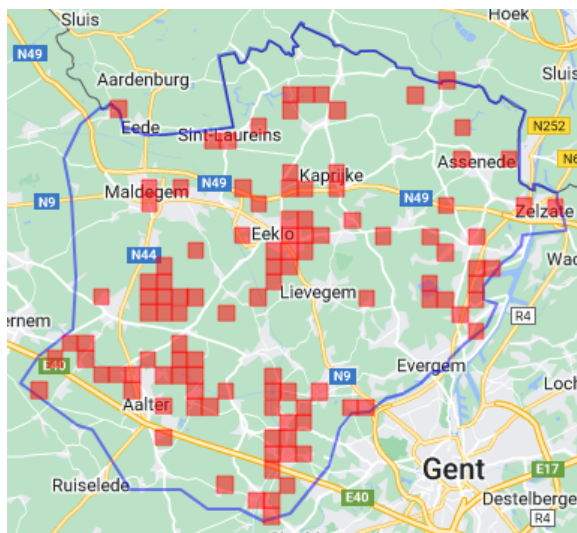 Sluis
Hoek
N49
Aardenburg
Sluis
Eede
N252
Sint-Laureins
Assenede
N6
Kaprijke
N49
Maldegem
N9
N49
Zelzate
Eeklo
N44
Wac
Lievegem
ernem
R4
E40
Evergem
N9
Loch
Aalter
Gent
E17
Ruiselede
E40
Destelberge
R4